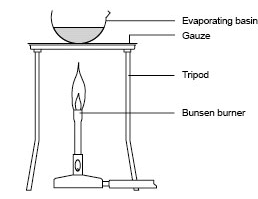 Evaporating basin
Gauze
Tripod
Bunsen burner